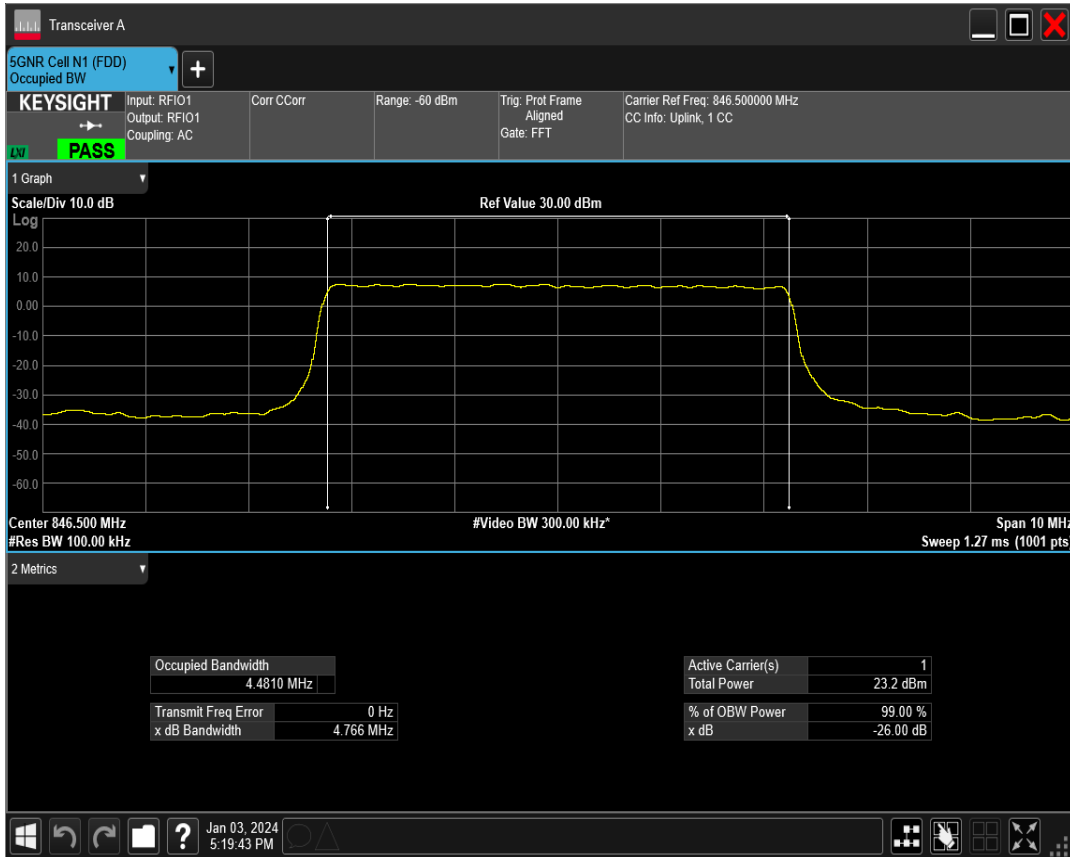 Transceiver A
5GNR Cell N1 (FDD)
Occupied BW
+
KEYSIGHT
LXI
PASS
Input: RFIO1
Output: RFIO1
Coupling: AC
Corr CCorr
Range: -60 dBm
Trig: Prot Frame
Aligned
Gate: FFT
Carrier Ref Freq: 846.500000 MHz
CC Info: Uplink, 1 CC
1 Graph
Scale/Div 10.0 dB
Ref Value 30.00 dBm
Log
20.0
10.0
0.00
-10.0
-20.0
-30.0
-40.0
-50.0
-60.0
Center 846.500 MHz
#Video BW 300.00 kHz*
Span 10 MHz
#Res BW 100.00 kHz
Sweep 1.27 ms (1001 pts)
2 Metrics
Occupied Bandwidth
4.4810 MHz
Transmit Freq Error 0 Hz
x dB Bandwidth 4.766 MHz
Active Carrier(s) 1
Total Power 23.2 dBm
% of OBW Power 99.00 %
x dB -26.00 dB
?
Jan 03, 2024
5:19:43 PM